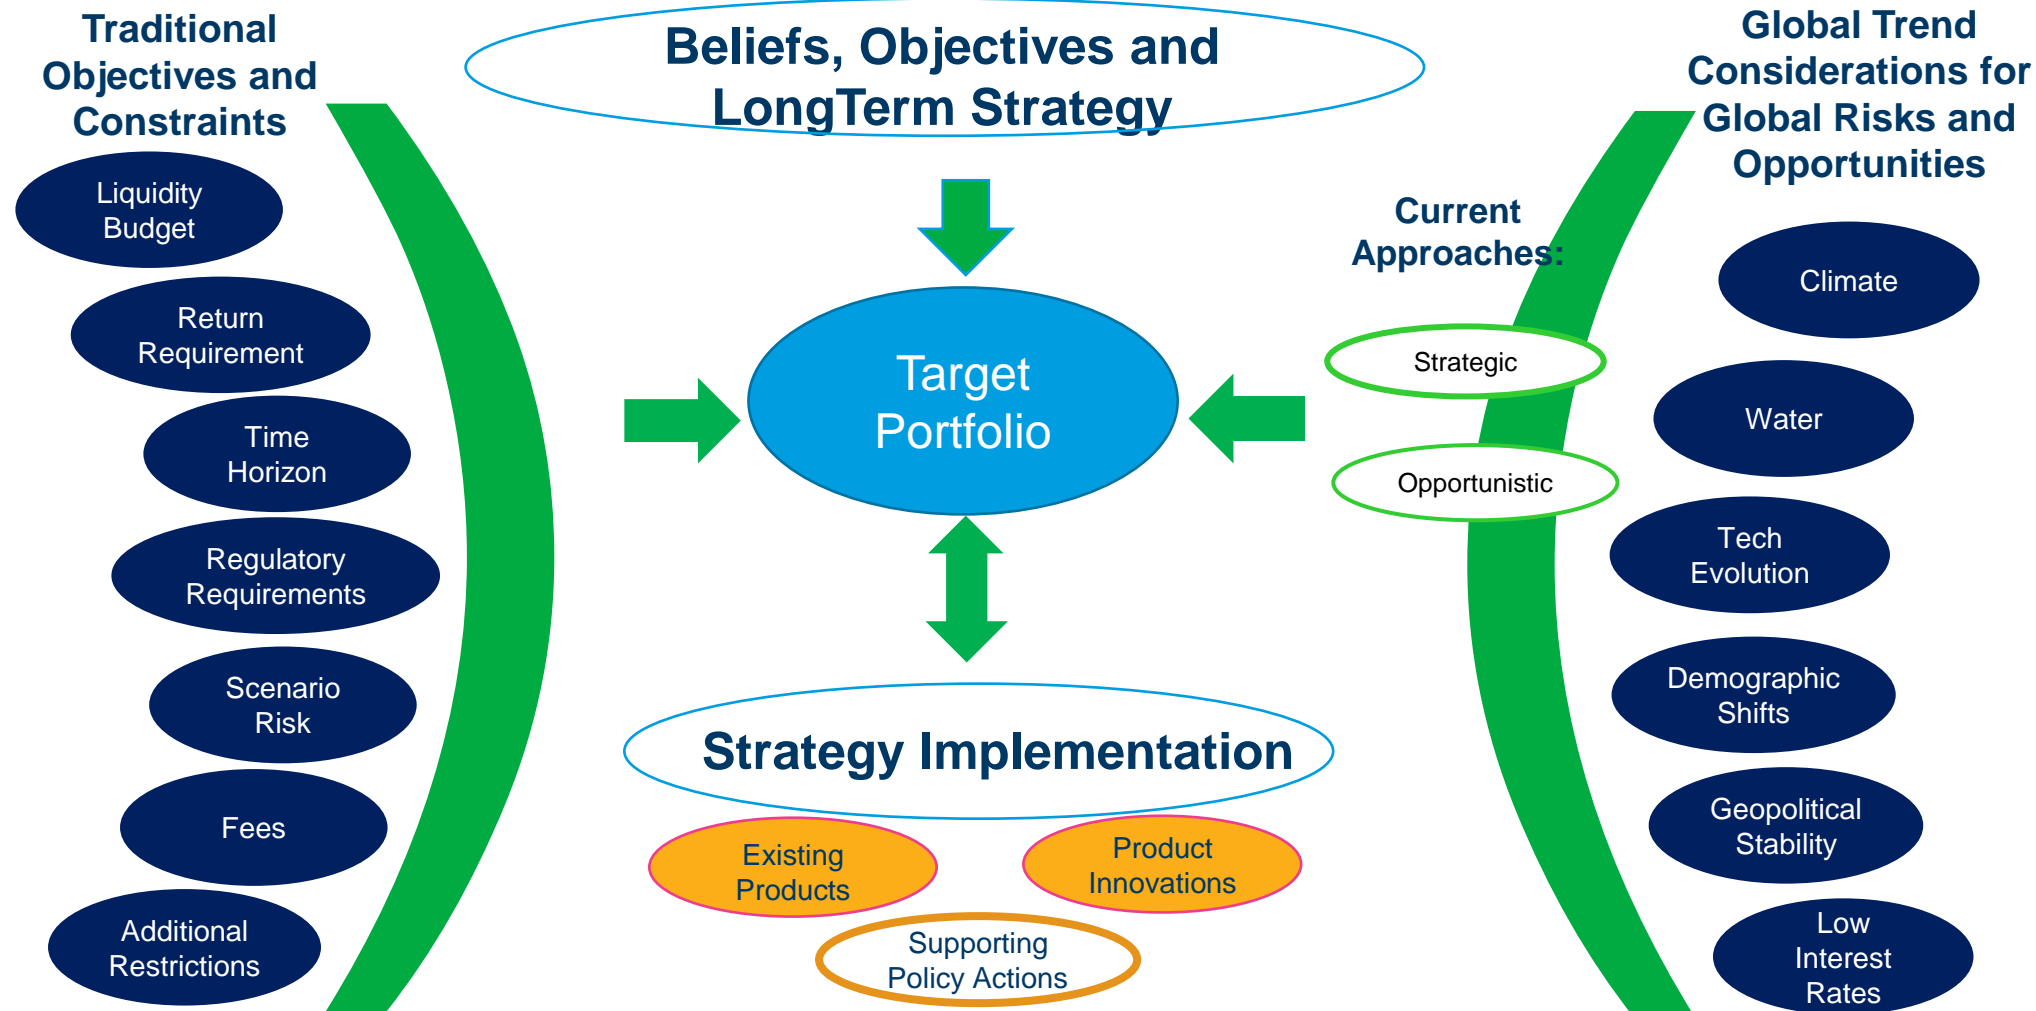 Traditional
Objectives and
Constraints
Liquidity
Budget
Return
Requirement
Time
Horizon
Regulatory
Requirements
Scenario
Risk
Fees
Additional
Restrictions
Beliefs, Objectives and
LongTerm Strategy
Target
Portfolio
Strategy Implementation
Existing
Products
Product
Innovations
Supporting
Policy Actions
Current
Approaches:
Strategic
Opportunistic
Global Trend
Considerations for
Global Risks and
Opportunities
Climate
Water
Tech
Evolution
Demographic
Shifts
Geopolitical
Stability
Low
Interest
Rates